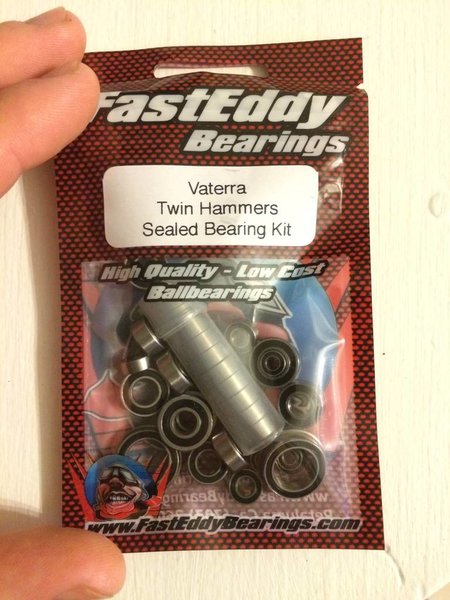 FastEddy
Bearings
Vaterra
Twin Hammers
Sealed Bearing Kit
High Quality - Low Cost
Ballbearings
www.FastEddyBearings.com